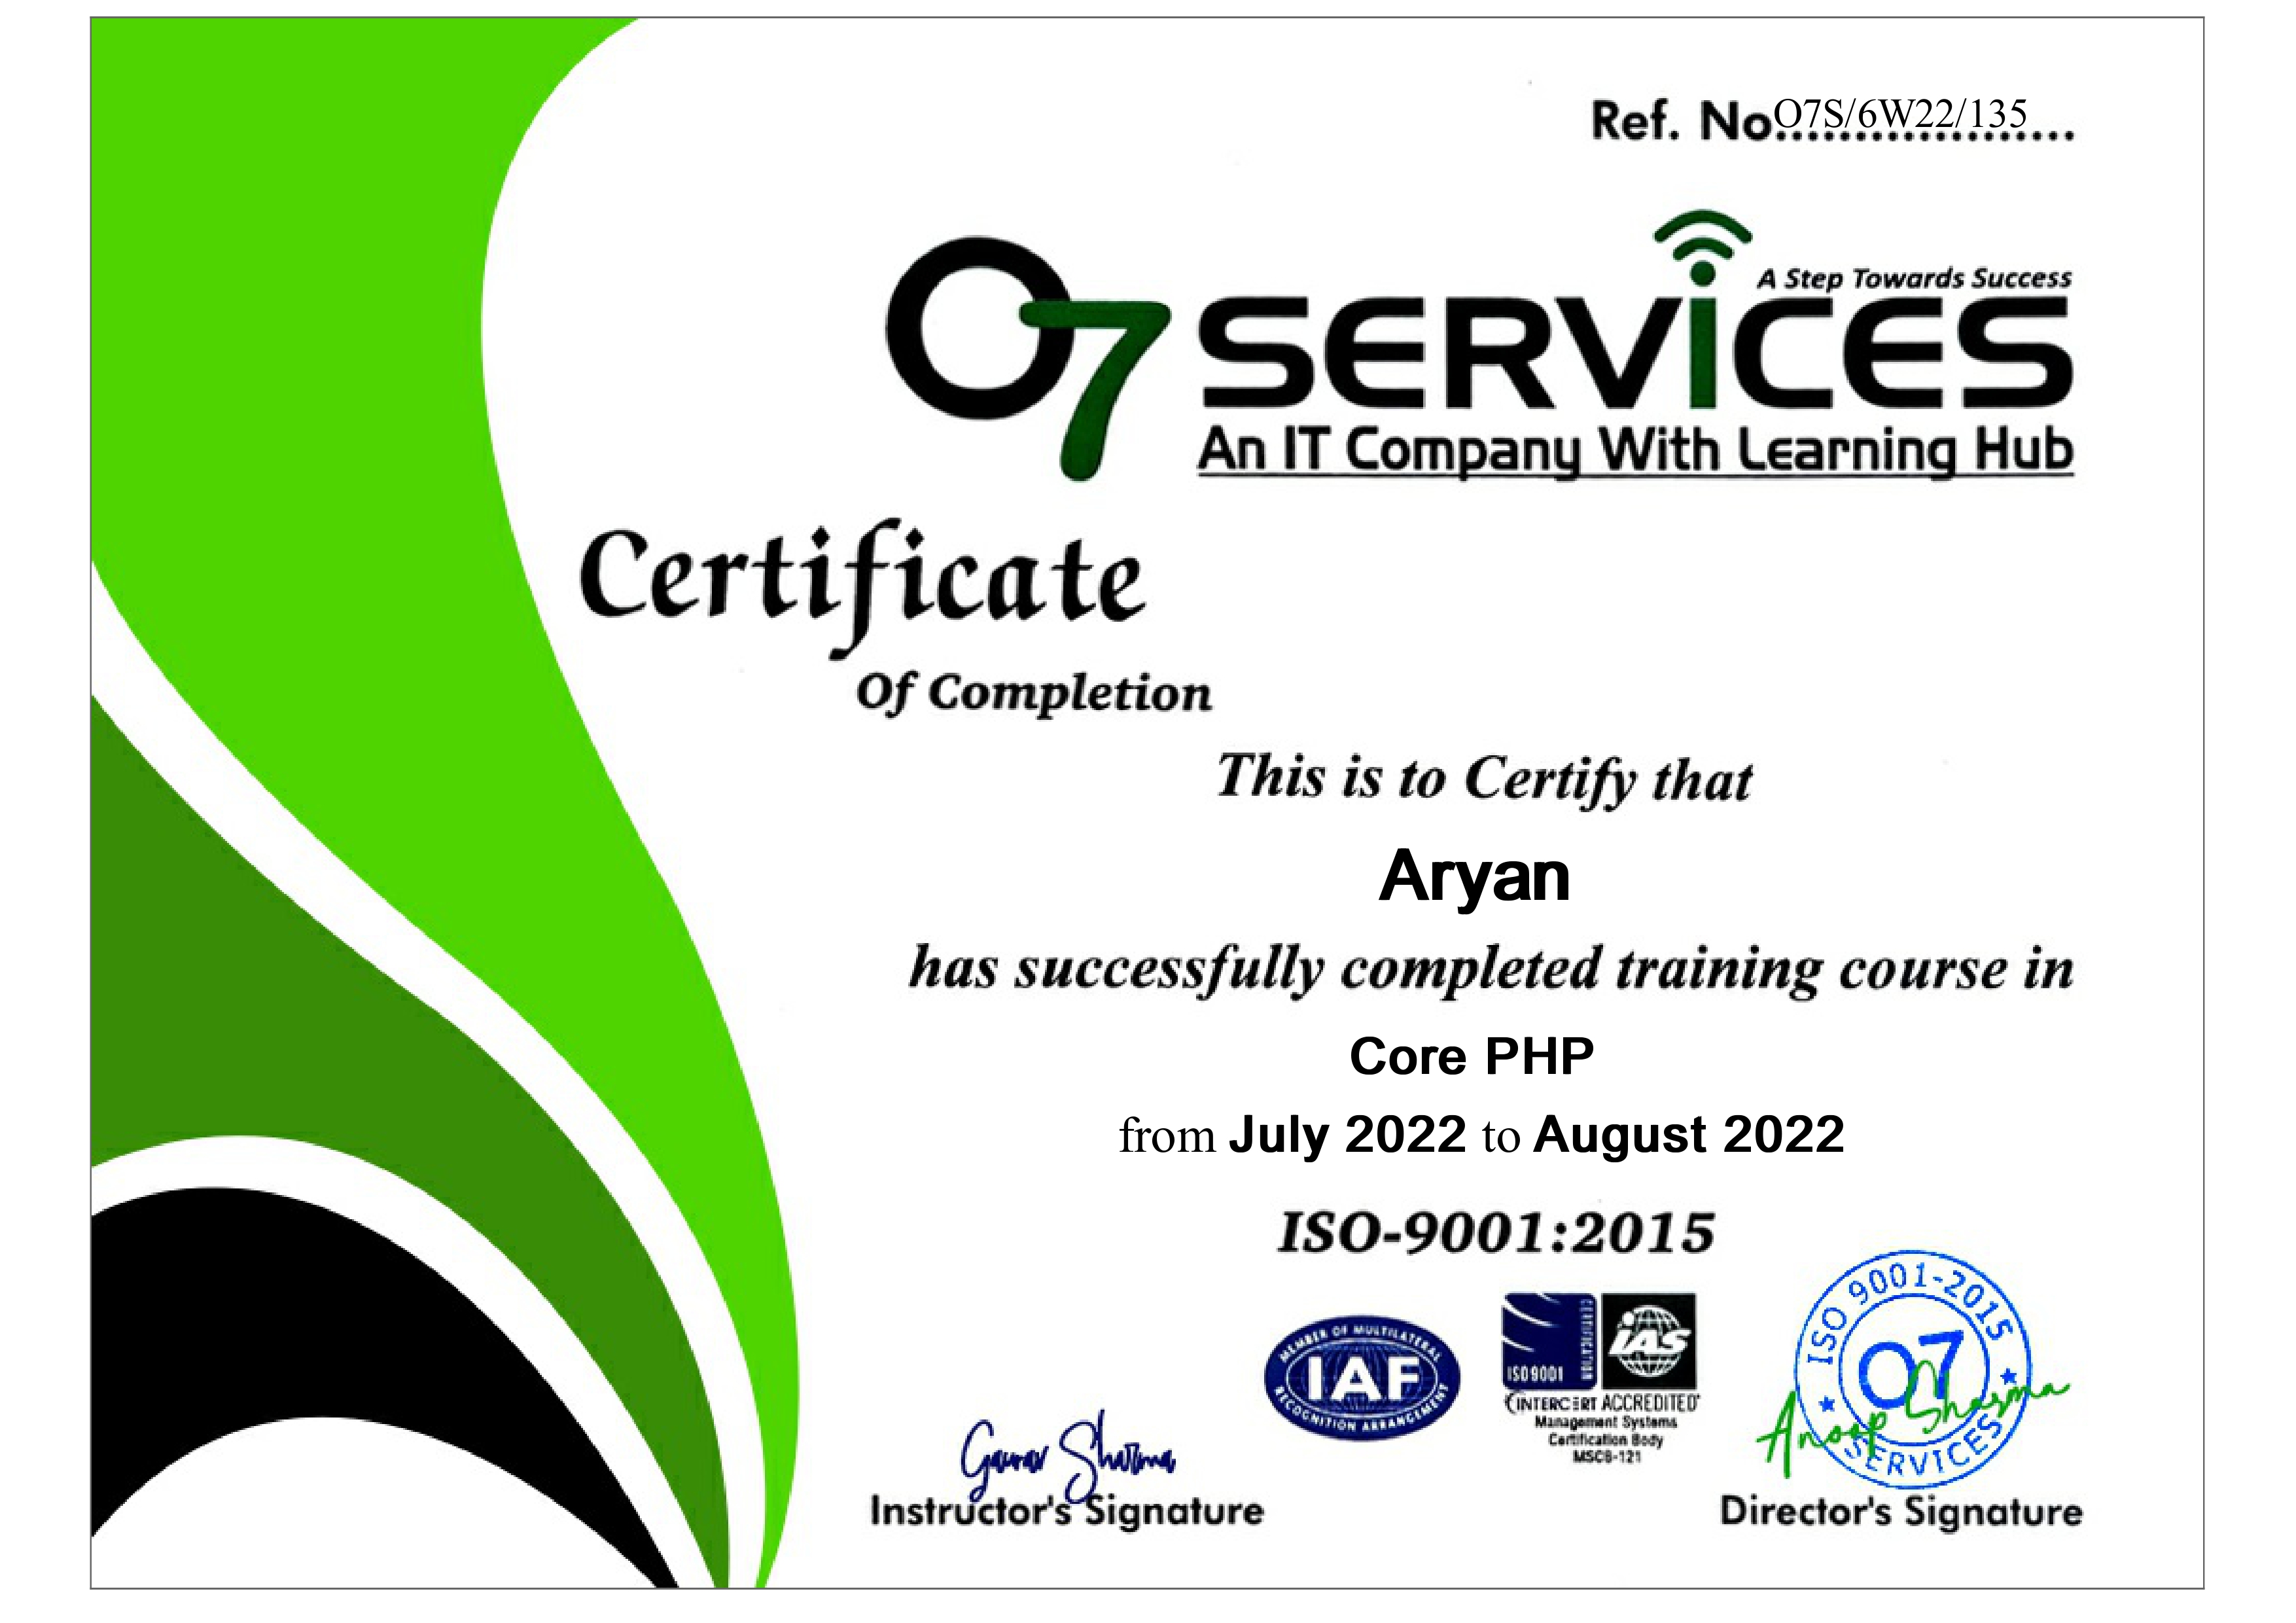 Ref. No.O7S/6W22/135...................
A Step Towards Success
O7 SERViCES
An IT Company With Learning Hub
Certificate
Of Completion
This is to Certify that
Aryan
has successfully completed training course in
Core PHP
from July 2022 to August 2022
ISO-9001:2015
MEMBER OF MULTILATERAL
IAF
RECOGNITION ARRANGEMENT
CERTIFICATION
ISO9001
iAS
INTERCERT ACCREDITED
Management Systems
Certification Body
MSCB-121
ISO 9001-2015
O7
SERVICES
Gaurav Sharma
Anoop Sharma
Instructor's Signature
Director's Signature